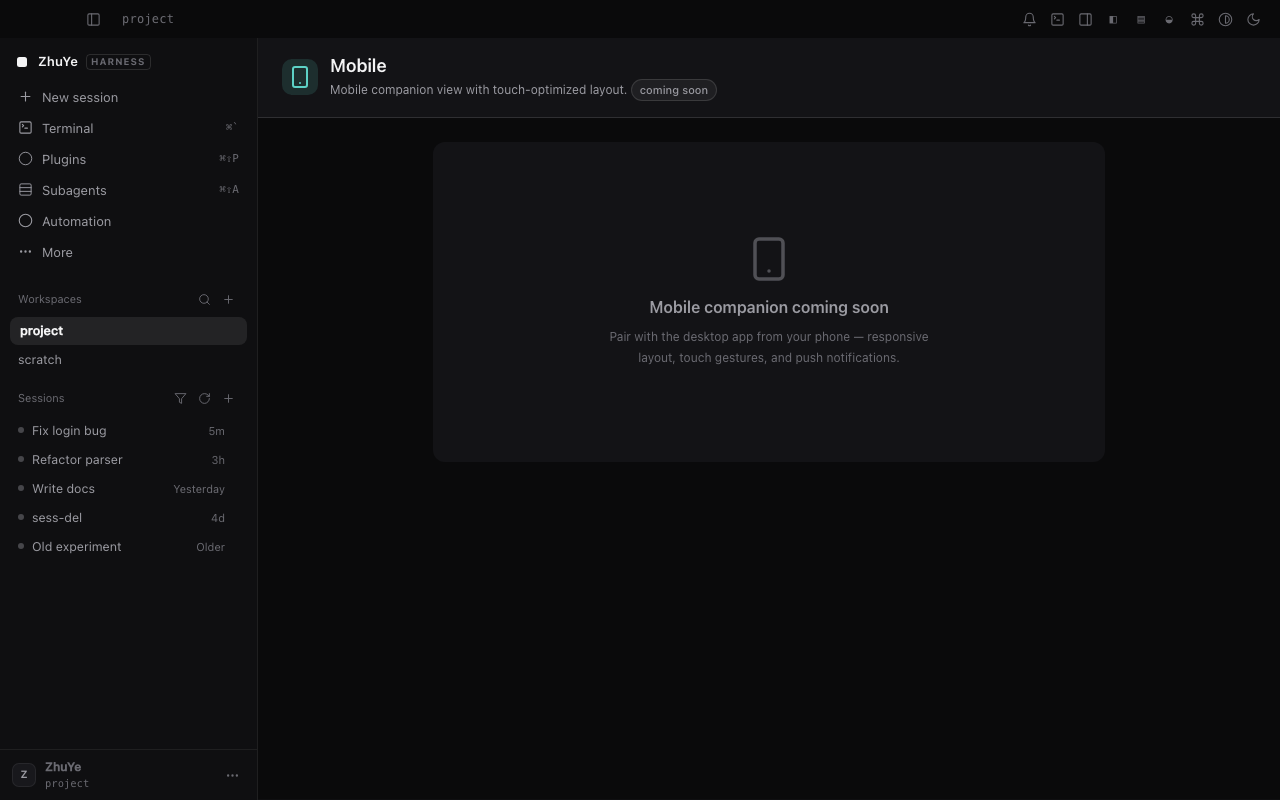 project
ZhuYe HARNESS
New session
Terminal ⌘`
Plugins ⌘⇧P
Subagents ⌘⇧A
Automation
More
Workspaces
project
scratch
Sessions
Fix login bug 5m
Refactor parser 3h
Write docs Yesterday
sess-del 4d
Old experiment Older
Z ZhuYe
project
Mobile
Mobile companion view with touch-optimized layout. coming soon
Mobile companion coming soon
Pair with the desktop app from your phone — responsive
layout, touch gestures, and push notifications.